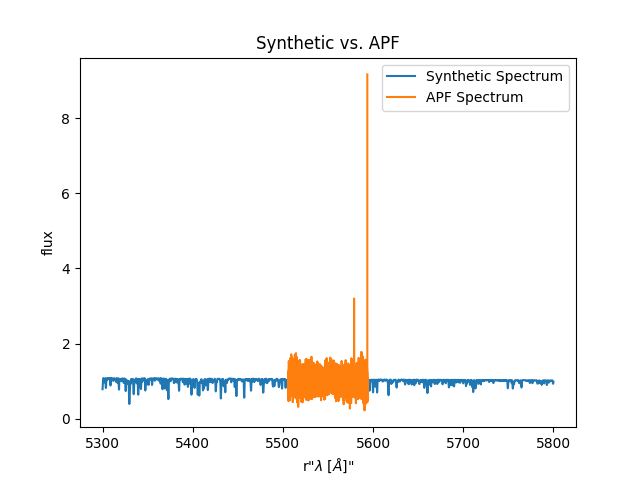 Synthetic vs. APF
Synthetic Spectrum
APF Spectrum
flux
8
6
4
2
0
5300 5400 5500 5600 5700 5800
r"λ [Å]"